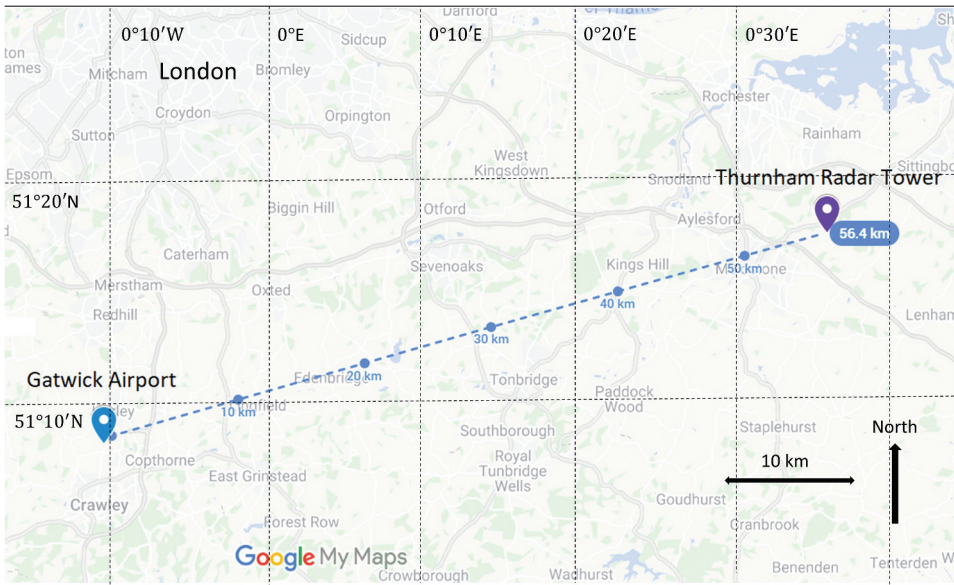 Dartford
0°10′W
0°E
0°10′E
0°20′E
0°30′E
Sidcup
Mitcham
London
Bromley
Croydon
Orpington
Rochester
Sutton
Rainham
Epsom
West
Kingsdown
Snodland
Thurnham Radar Tower
51°20′N
Biggin Hill
Otford
Aylesford
56.4 km
Caterham
Sevenoaks
Kings Hill
50 km
Merstham
Oxted
40 km
Redhill
Lenham
30 km
Gatwick Airport
Edenbridge
20 km
Tonbridge
Paddock
Wood
10 km
51°10′N
Southborough
Staplehurst
North
Copthorne
Royal
Tunbridge
Wells
10 km
East Grinstead
Crawley
Goudhurst
Forest Row
Cranbrook
Google My Maps
Crowborough
Wadhurst
Benenden
Tenterden